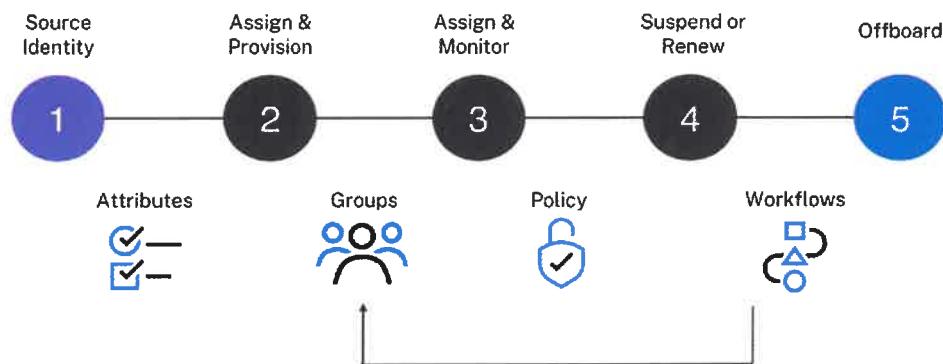 Source
Identity
Assign &
Provision
Assign &
Monitor
Suspend or
Renew
Offboard
1
2
3
4
5
Attributes
Groups
Policy
Workflows